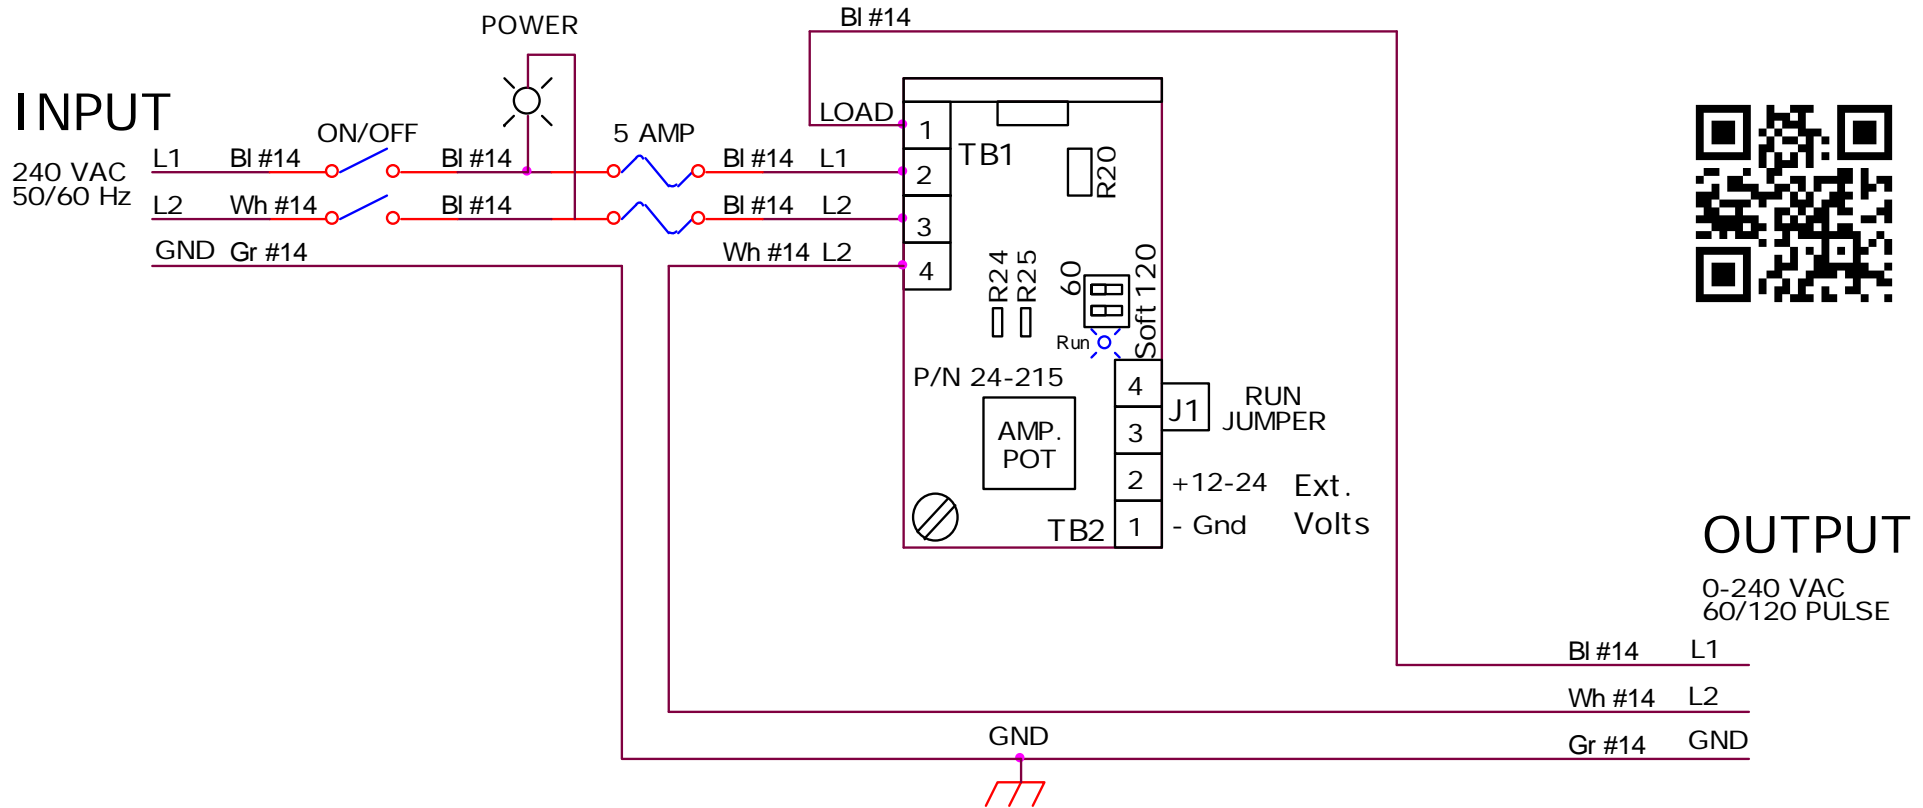 Bl #14
POWER
INPUT
LOAD
1
ON/OFF
5 AMP
TB1
240 VAC
50/60 Hz
L1
Bl #14
Bl #14
Bl #14
L1
2
R20
L2
Wh #14
Bl #14
Bl #14
L2
3
GND
Gr #14
Wh #14
L2
4
R24
R25
60
Soft 120
Run
P/N 24-215
4
J1
RUN
JUMPER
AMP.
POT
3
2
+12-24
Ext.
TB2
1
- Gnd
Volts
OUTPUT
0-240 VAC
60/120 PULSE
Bl #14
L1
Wh #14
L2
GND
Gr #14
GND